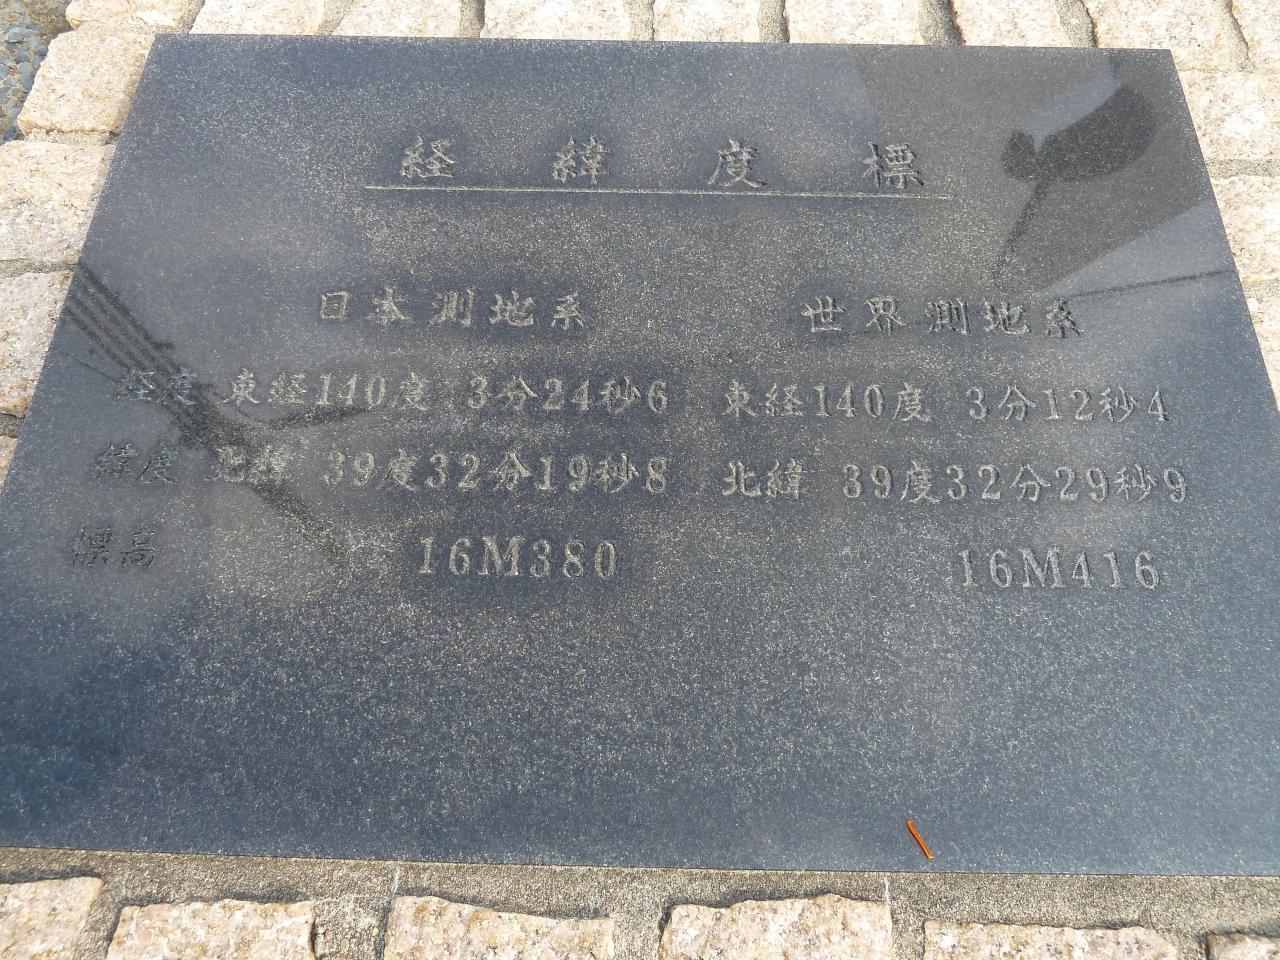 経緯度標
日本測地系 世界測地系
経度 東経140度 3分24秒6 東経140度 3分12秒4
緯度 北緯 39度32分19秒8 北緯 39度32分29秒9
標高 16M380 16M416